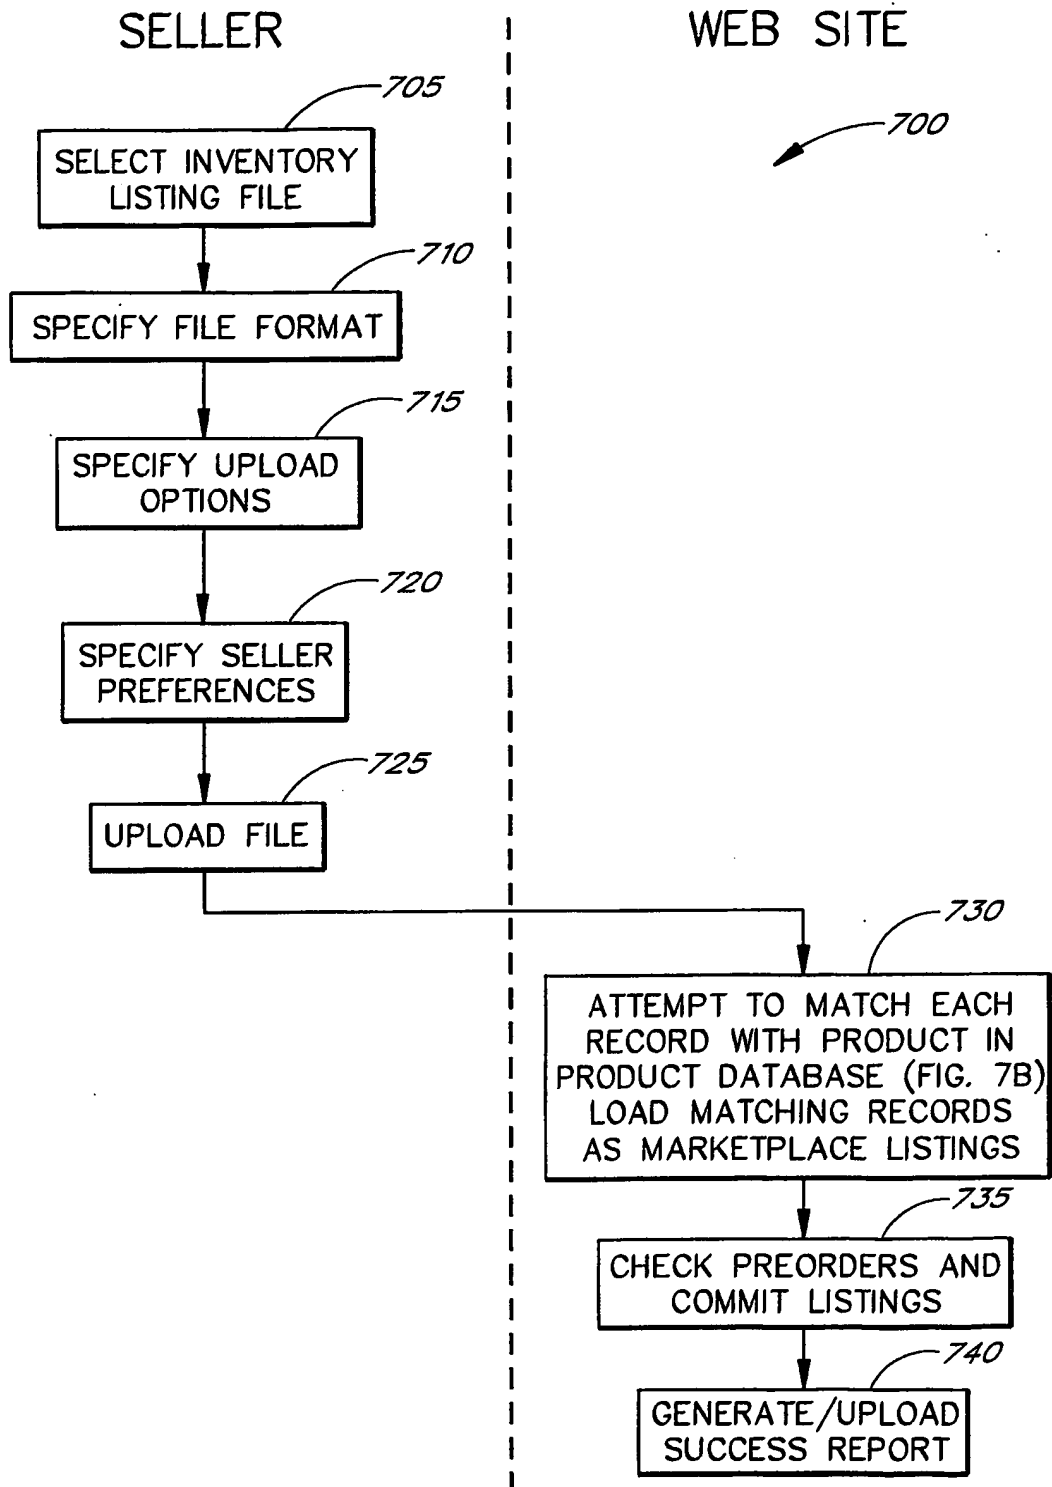 SELLER
WEB SITE
700
705
SELECT INVENTORY
LISTING FILE
710
SPECIFY FILE FORMAT
715
SPECIFY UPLOAD
OPTIONS
720
SPECIFY SELLER
PREFERENCES
725
UPLOAD FILE
730
ATTEMPT TO MATCH EACH
RECORD WITH PRODUCT IN
PRODUCT DATABASE (FIG. 7B)
LOAD MATCHING RECORDS
AS MARKETPLACE LISTINGS
735
CHECK PREORDERS AND
COMMIT LISTINGS
740
GENERATE/UPLOAD
SUCCESS REPORT